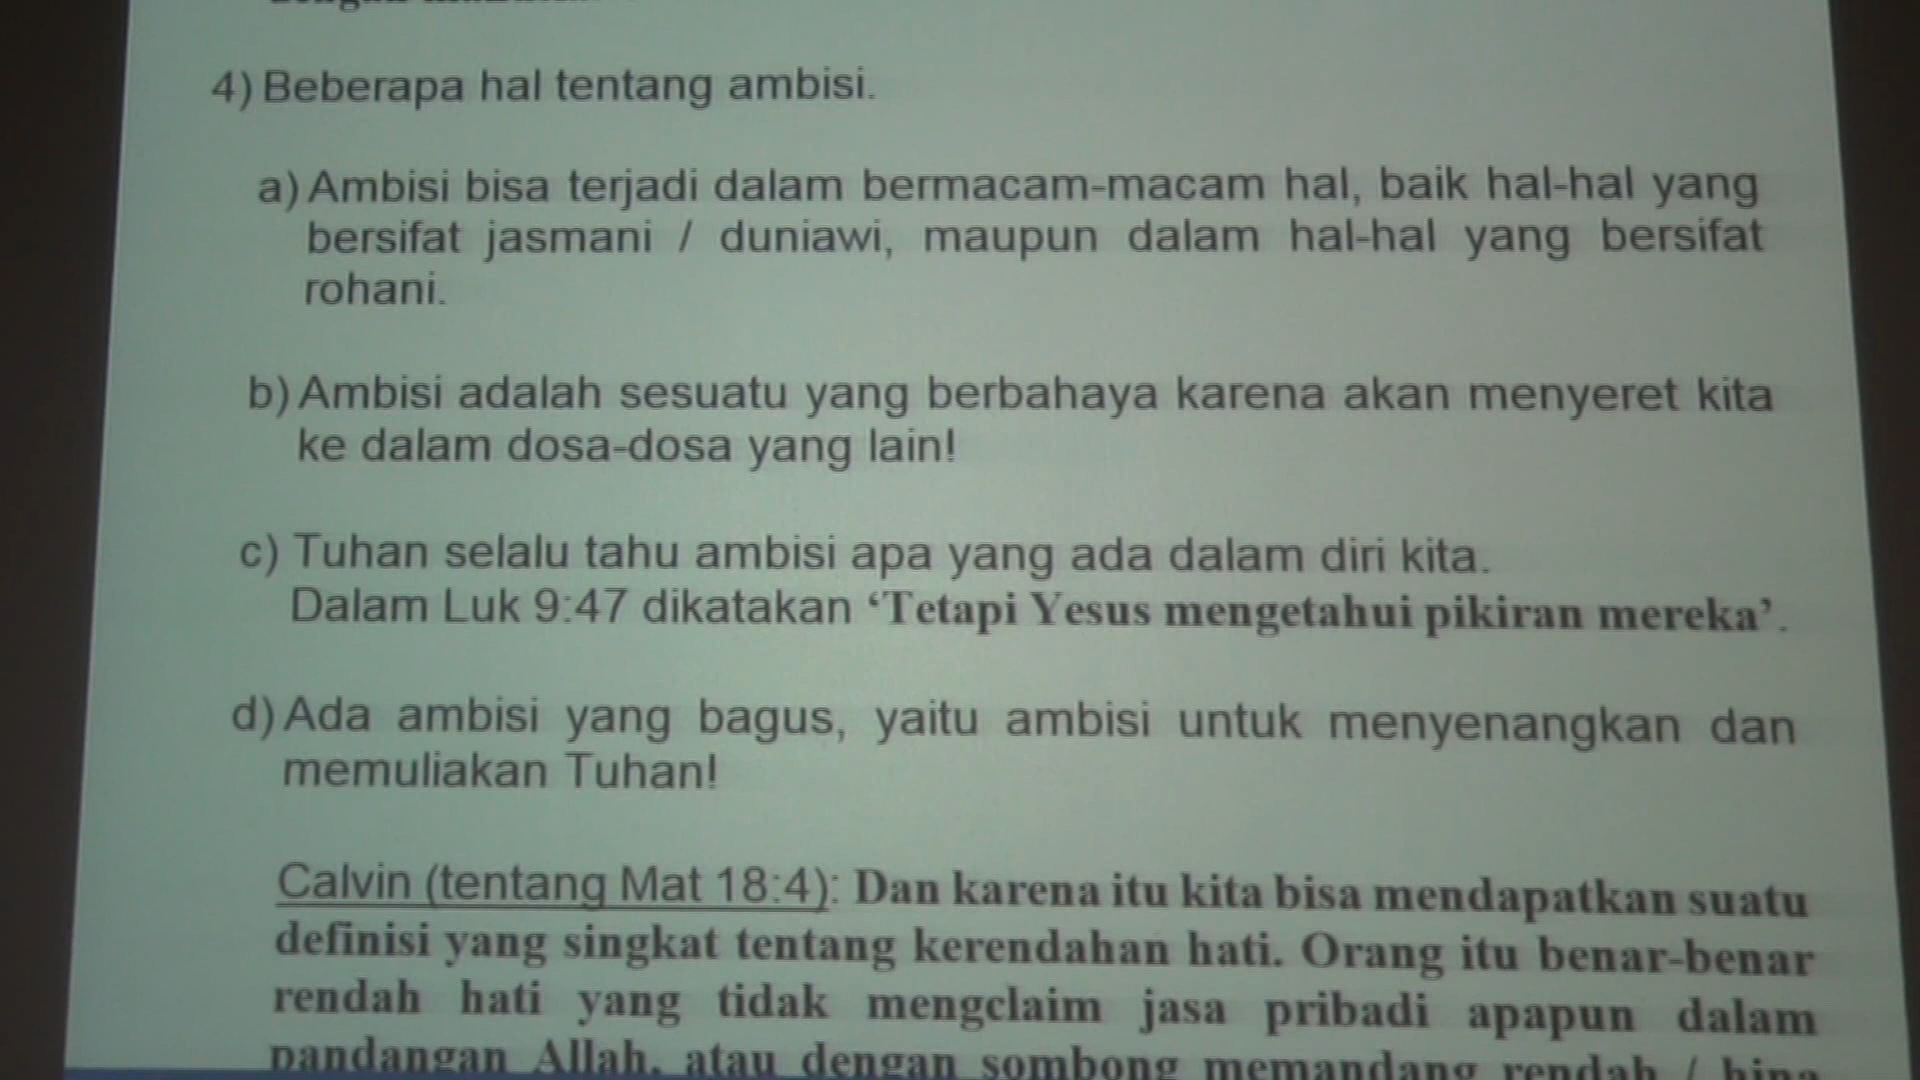 4) Beberapa hal tentang ambisi.
a) Ambisi bisa terjadi dalam bermacam-macam hal, baik hal-hal yang
bersifat jasmani / duniawi, maupun dalam hal-hal yang bersifat
rohani.
b) Ambisi adalah sesuatu yang berbahaya karena akan menyeret kita
ke dalam dosa-dosa yang lain!
c) Tuhan selalu tahu ambisi apa yang ada dalam diri kita.
Dalam Luk 9:47 dikatakan ‘Tetapi Yesus mengetahui pikiran mereka’.
d) Ada ambisi yang bagus, yaitu ambisi untuk menyenangkan dan
memuliakan Tuhan!
Calvin (tentang Mat 18:4): Dan karena itu kita bisa mendapatkan suatu
definisi yang singkat tentang kerendahan hati. Orang itu benar-benar
rendah hati yang tidak mengclaim jasa pribadi apapun dalam
pandangan Allah, atau dengan sombong memandang rendah / hina